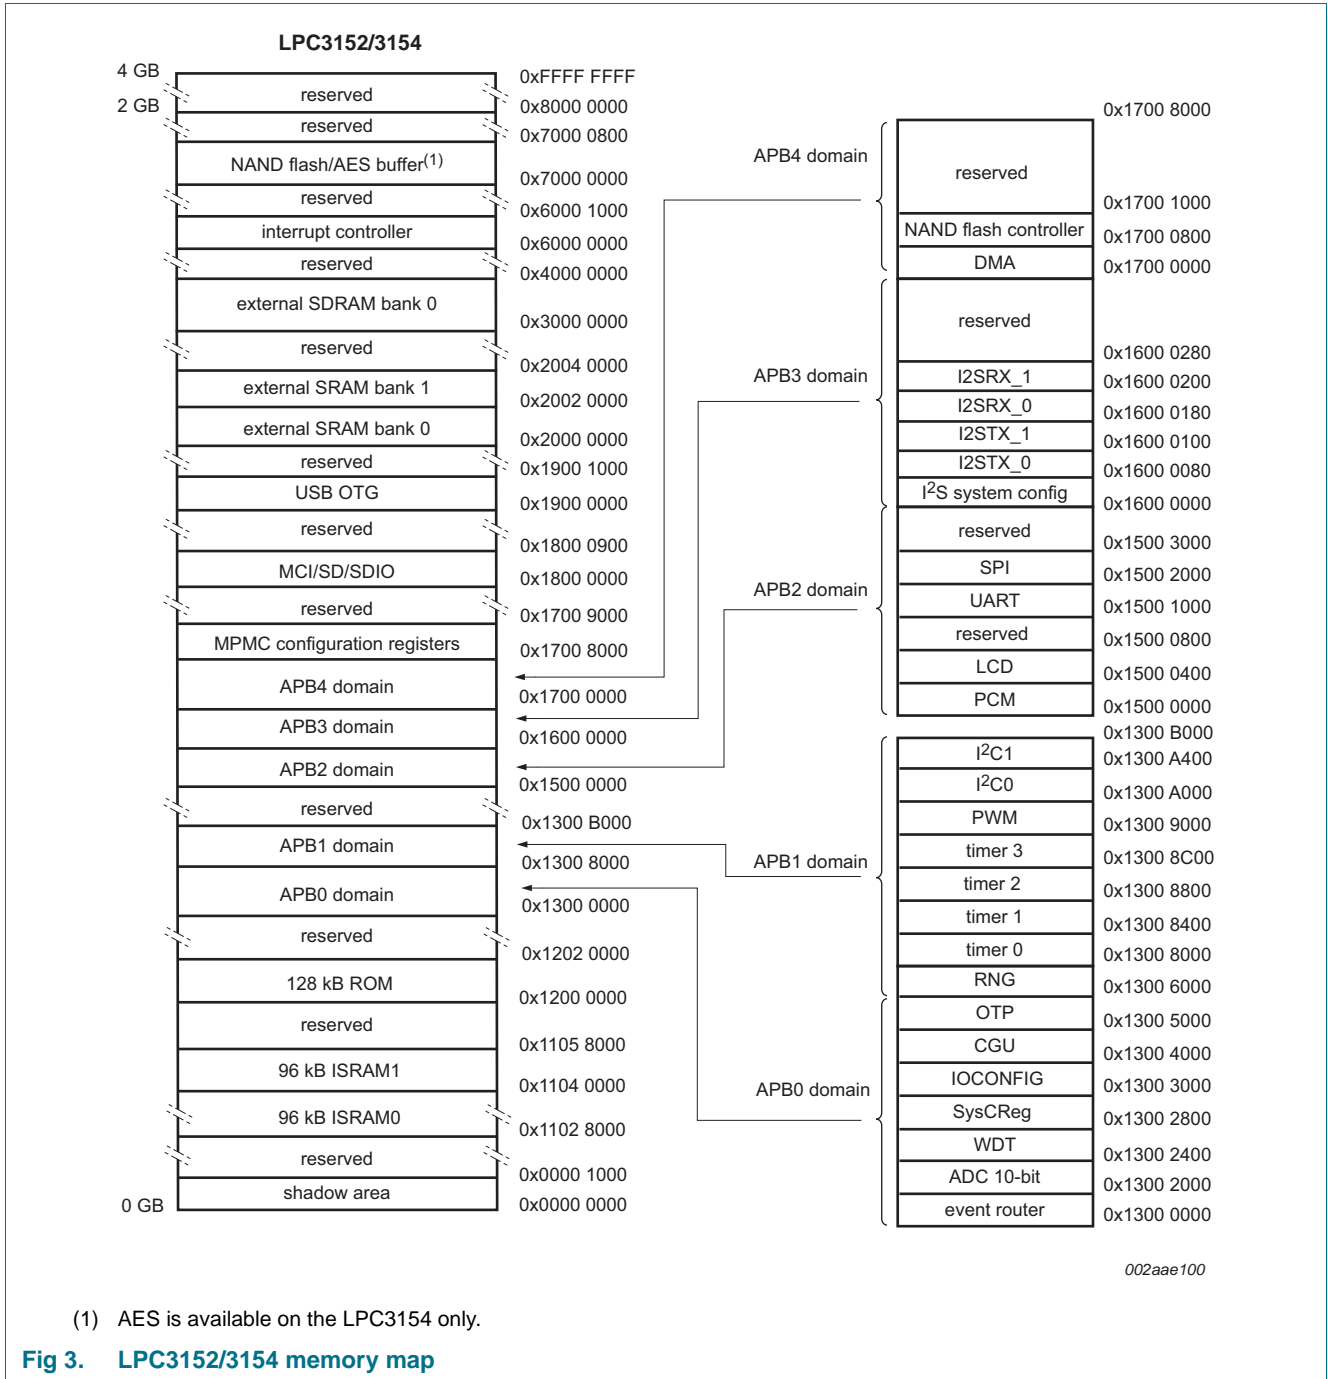 LPC3152/3154
4 GB
0xFFFF FFFF
reserved
2 GB
0x8000 0000
reserved
0x7000 0800
NAND flash/AES buffer(1)
0x7000 0000
reserved
0x6000 1000
interrupt controller
0x6000 0000
reserved
0x4000 0000
external SDRAM bank 0
0x3000 0000
reserved
0x2004 0000
external SRAM bank 1
0x2002 0000
external SRAM bank 0
0x2000 0000
reserved
0x1900 1000
USB OTG
0x1900 0000
reserved
0x1800 0900
MCI/SD/SDIO
0x1800 0000
reserved
0x1700 9000
MPMC configuration registers
0x1700 8000
APB4 domain
0x1700 0000
APB3 domain
0x1600 0000
APB2 domain
0x1500 0000
reserved
0x1300 B000
APB1 domain
0x1300 8000
APB0 domain
0x1300 0000
reserved
0x1202 0000
128 kB ROM
0x1200 0000
reserved
0x1105 8000
96 kB ISRAM1
0x1104 0000
96 kB ISRAM0
0x1102 8000
reserved
0x0000 1000
shadow area
0 GB
0x0000 0000
APB4 domain
0x1700 8000
reserved
0x1700 1000
NAND flash controller
0x1700 0800
DMA
0x1700 0000
APB3 domain
reserved
0x1600 0280
I2SRX_1
0x1600 0200
I2SRX_0
0x1600 0180
I2STX_1
0x1600 0100
I2STX_0
0x1600 0080
I2S system config
0x1600 0000
APB2 domain
reserved
0x1500 3000
SPI
0x1500 2000
UART
0x1500 1000
reserved
0x1500 0800
LCD
0x1500 0400
PCM
0x1500 0000
0x1300 B000
APB1 domain
I2C1
0x1300 A400
I2C0
0x1300 A000
PWM
0x1300 9000
timer 3
0x1300 8C00
timer 2
0x1300 8800
timer 1
0x1300 8400
timer 0
0x1300 8000
RNG
0x1300 6000
APB0 domain
OTP
0x1300 5000
CGU
0x1300 4000
IOCONFIG
0x1300 3000
SysCReg
0x1300 2800
WDT
0x1300 2400
ADC 10-bit
0x1300 2000
event router
0x1300 0000
002aae100
(1) AES is available on the LPC3154 only.
Fig 3. LPC3152/3154 memory map